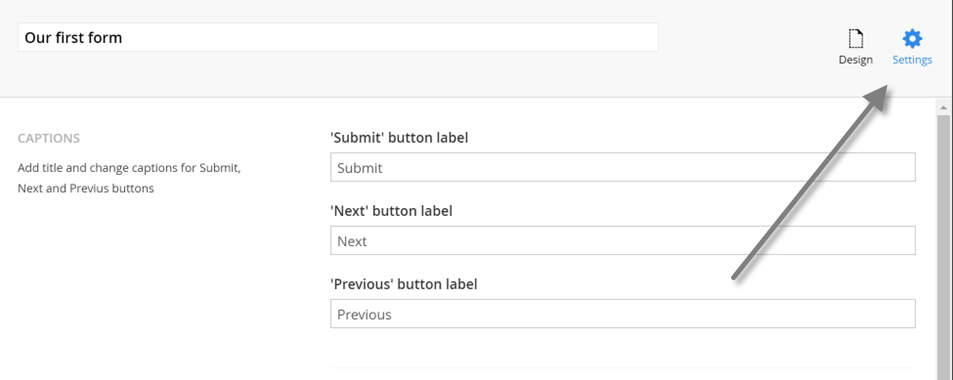 Our first form
Design
Settings
CAPTIONS
Add title and change captions for Submit,
Next and Previus buttons
'Submit' button label
Submit
'Next' button label
Next
'Previous' button label
Previous